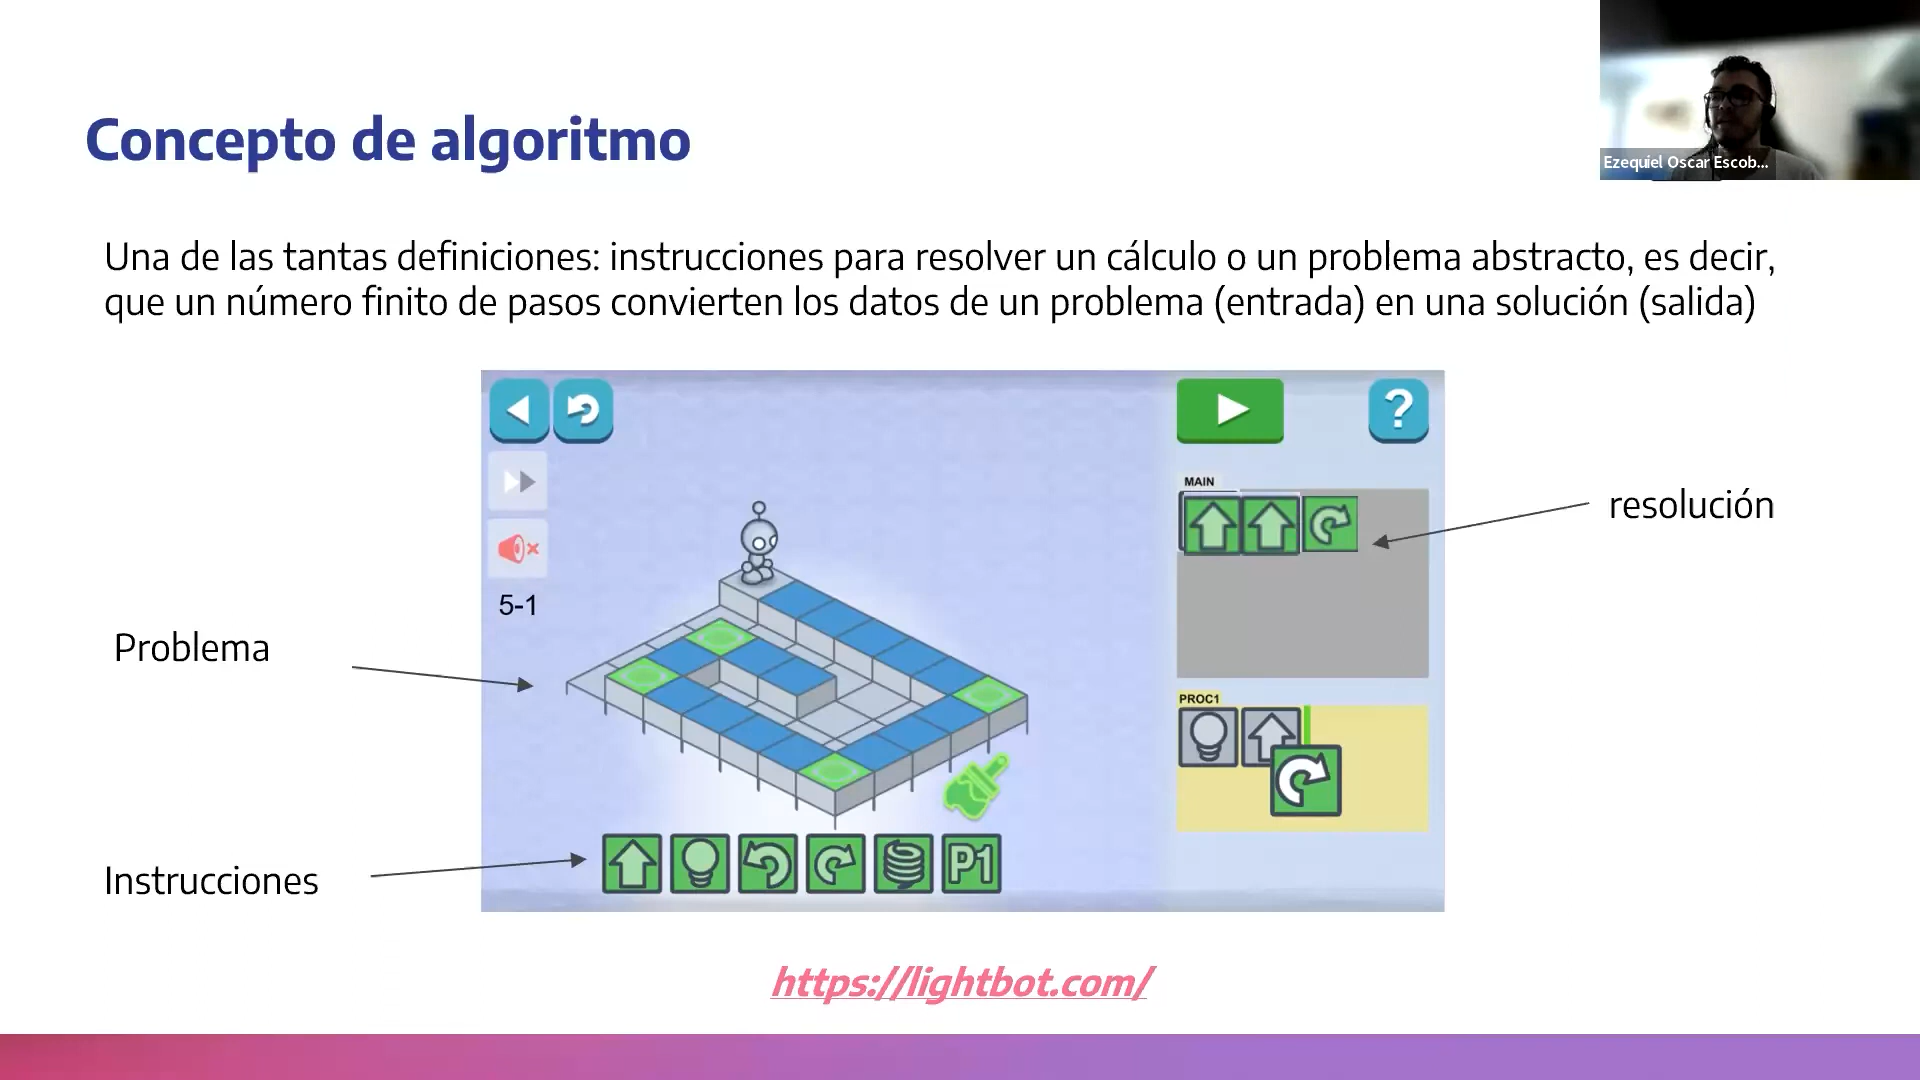 Ezequiel Oscar Escob...
Concepto de algoritmo
Una de las tantas definiciones: instrucciones para resolver un cálculo o un problema abstracto, es decir,
que un número finito de pasos convierten los datos de un problema (entrada) en una solución (salida)
?
MAIN
resolución
5-1
Problema
PROC1
Instrucciones
P1
https://lightbot.com/